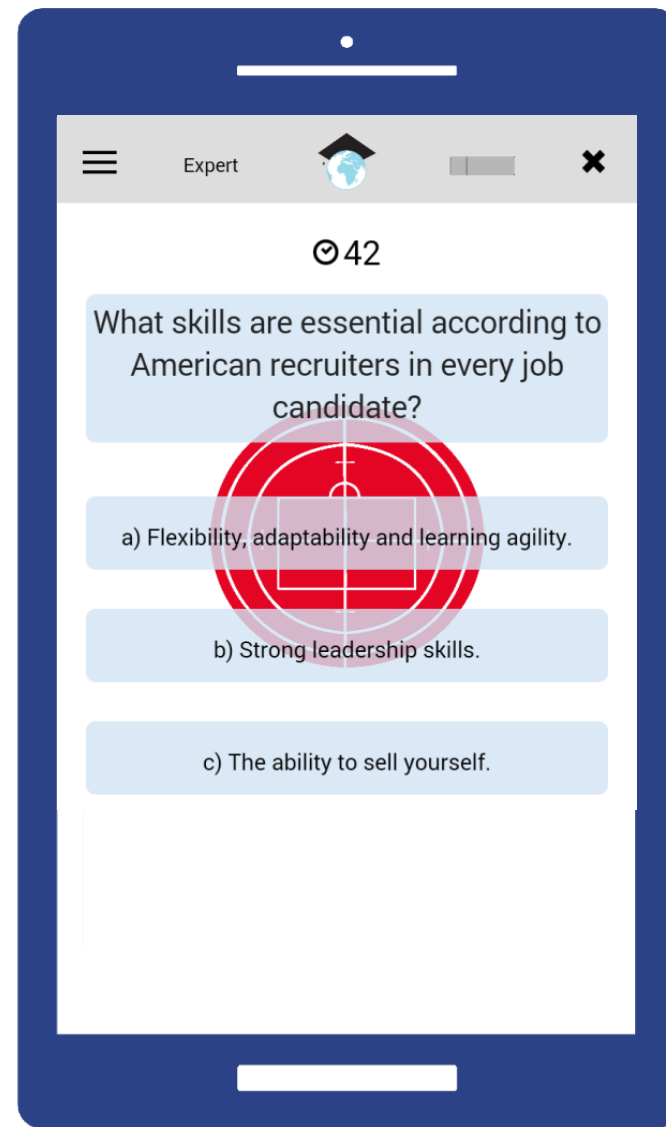 Expert
42
What skills are essential according to
American recruiters in every job
candidate?
a) Flexibility, adaptability and learning agility.
b) Strong leadership skills.
c) The ability to sell yourself.